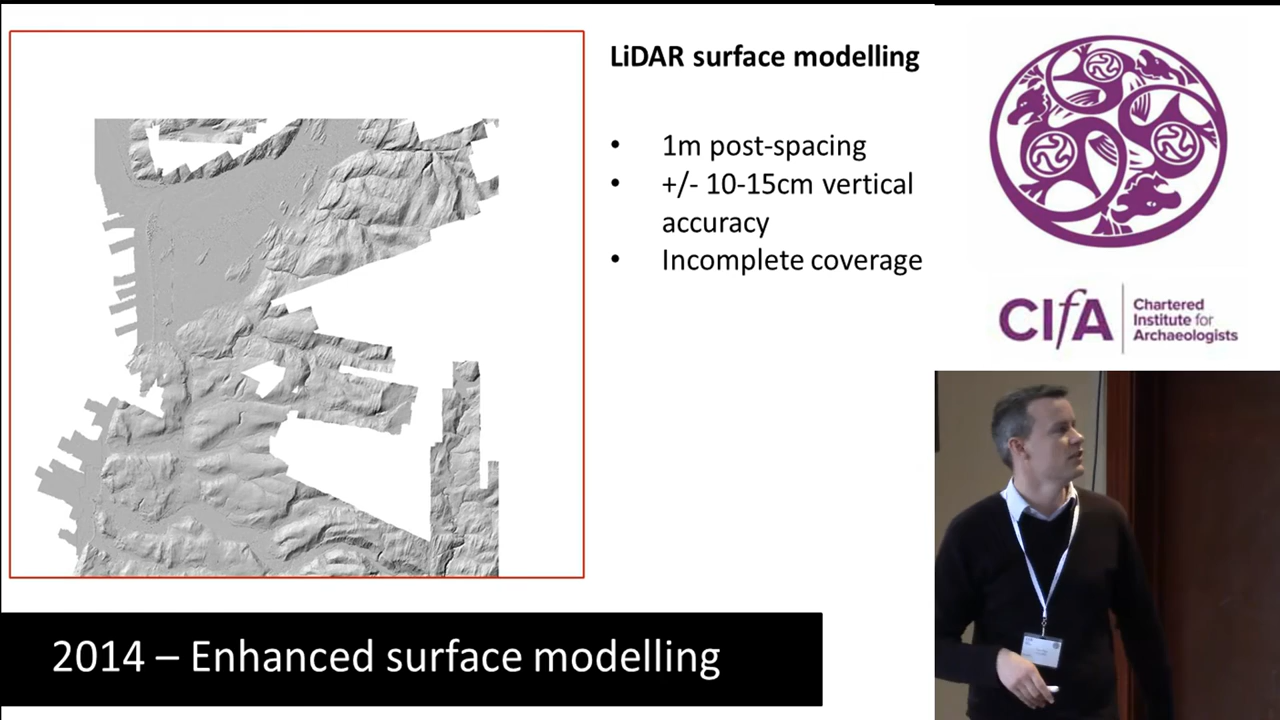 LiDAR surface modelling
• 1m post-spacing
• +/- 10-15cm vertical
accuracy
• Incomplete coverage
2014 – Enhanced surface modelling
CIfA
Chartered
Institute for
Archaeologists